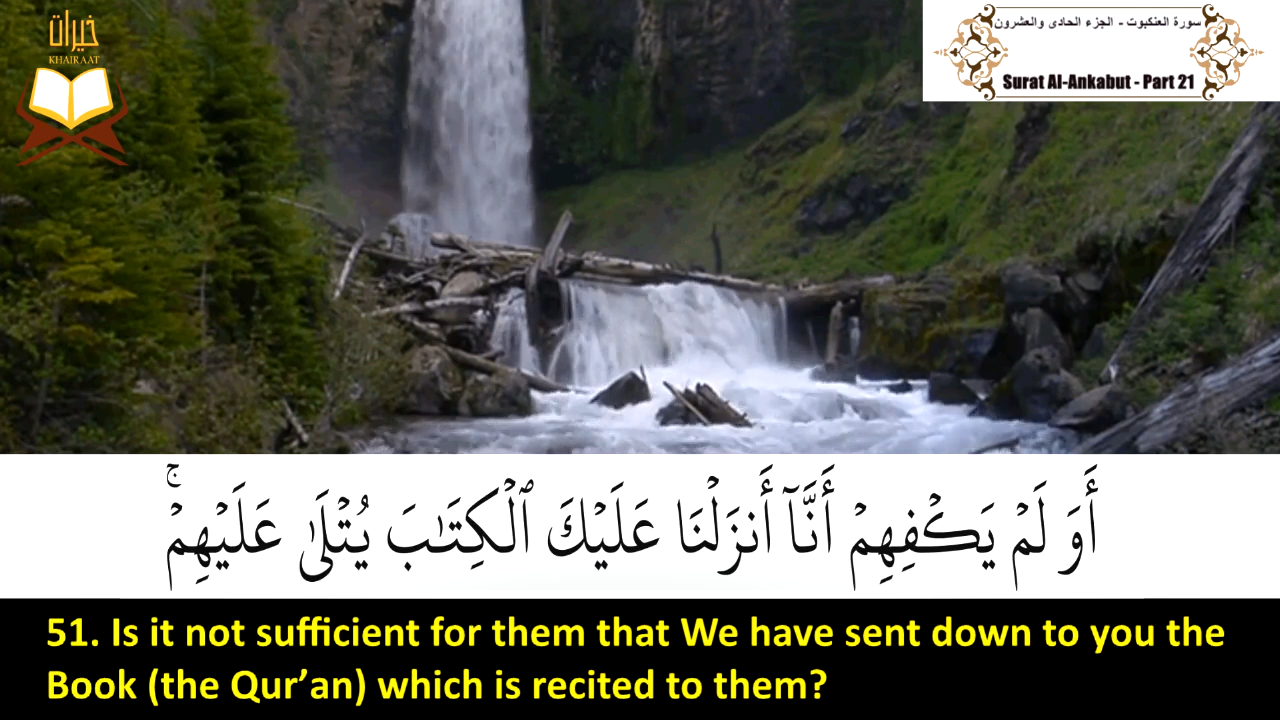 خيرات
KHAIRAAT
سورة العنكبوت - الجزء الحادى والعشرون
Surat Al-Ankabut - Part 21
أَوَ لَمْ يَكْفِهِمْ أَنَّآ أَنزَلْنَا عَلَيْكَ ٱلْكِتَـٰبَ يُتْلَىٰ عَلَيْهِمْ ۚ
51. Is it not sufficient for them that We have sent down to you the
Book (the Qur’an) which is recited to them?